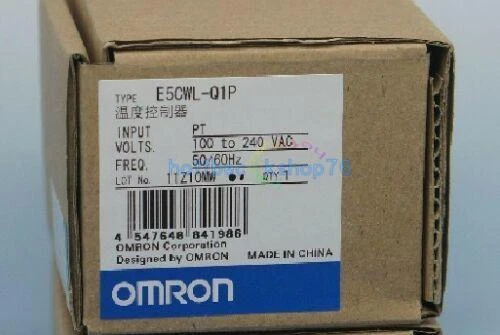 TYPE E5CWL-Q1P
温度控制器
INPUT PT
VOLTS. 100 to 240 VAC
FREQ. 50/60Hz
LOT No. 11Z10MW QTY.1
4 547648 841986
OMRON Corporation
Designed by OMRON MADE IN CHINA
OMRON